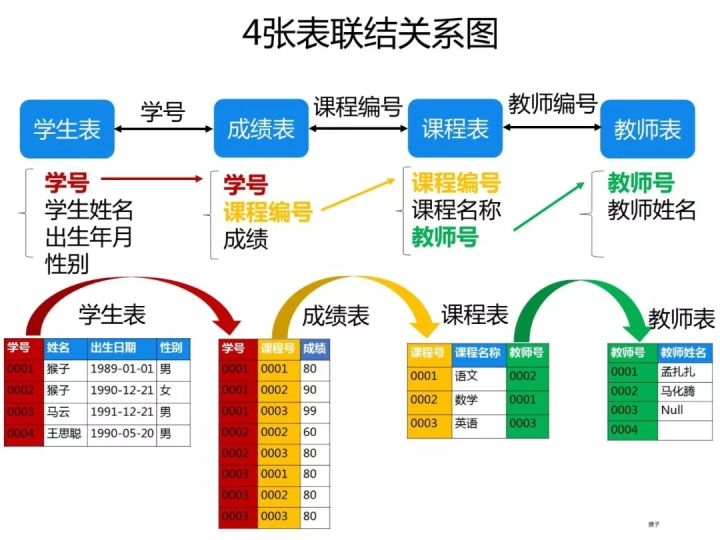 4张表联结关系图
学生表 学号 成绩表 课程编号 课程表 教师编号 教师表
学号
学生姓名
出生年月
性别
学号
课程编号
成绩
课程编号
课程名称
教师号
教师号
教师姓名
学生表
学号 姓名 出生日期 性别
0001 猴子 1989-01-01 男
0002 猴子 1990-12-21 女
0003 马云 1991-12-21 男
0004 王思聪 1990-05-20 男
成绩表
学号 课程号 成绩
0001 0001 80
0001 0002 90
0001 0003 99
0002 0002 60
0002 0003 80
0003 0001 80
0003 0002 80
0003 0003 80
课程表
课程号 课程名称 教师号
0001 语文 0002
0002 数学 0001
0003 英语 0003
教师表
教师号 教师姓名
0001 孟扎扎
0002 马化腾
0003 Null
0004
猴子